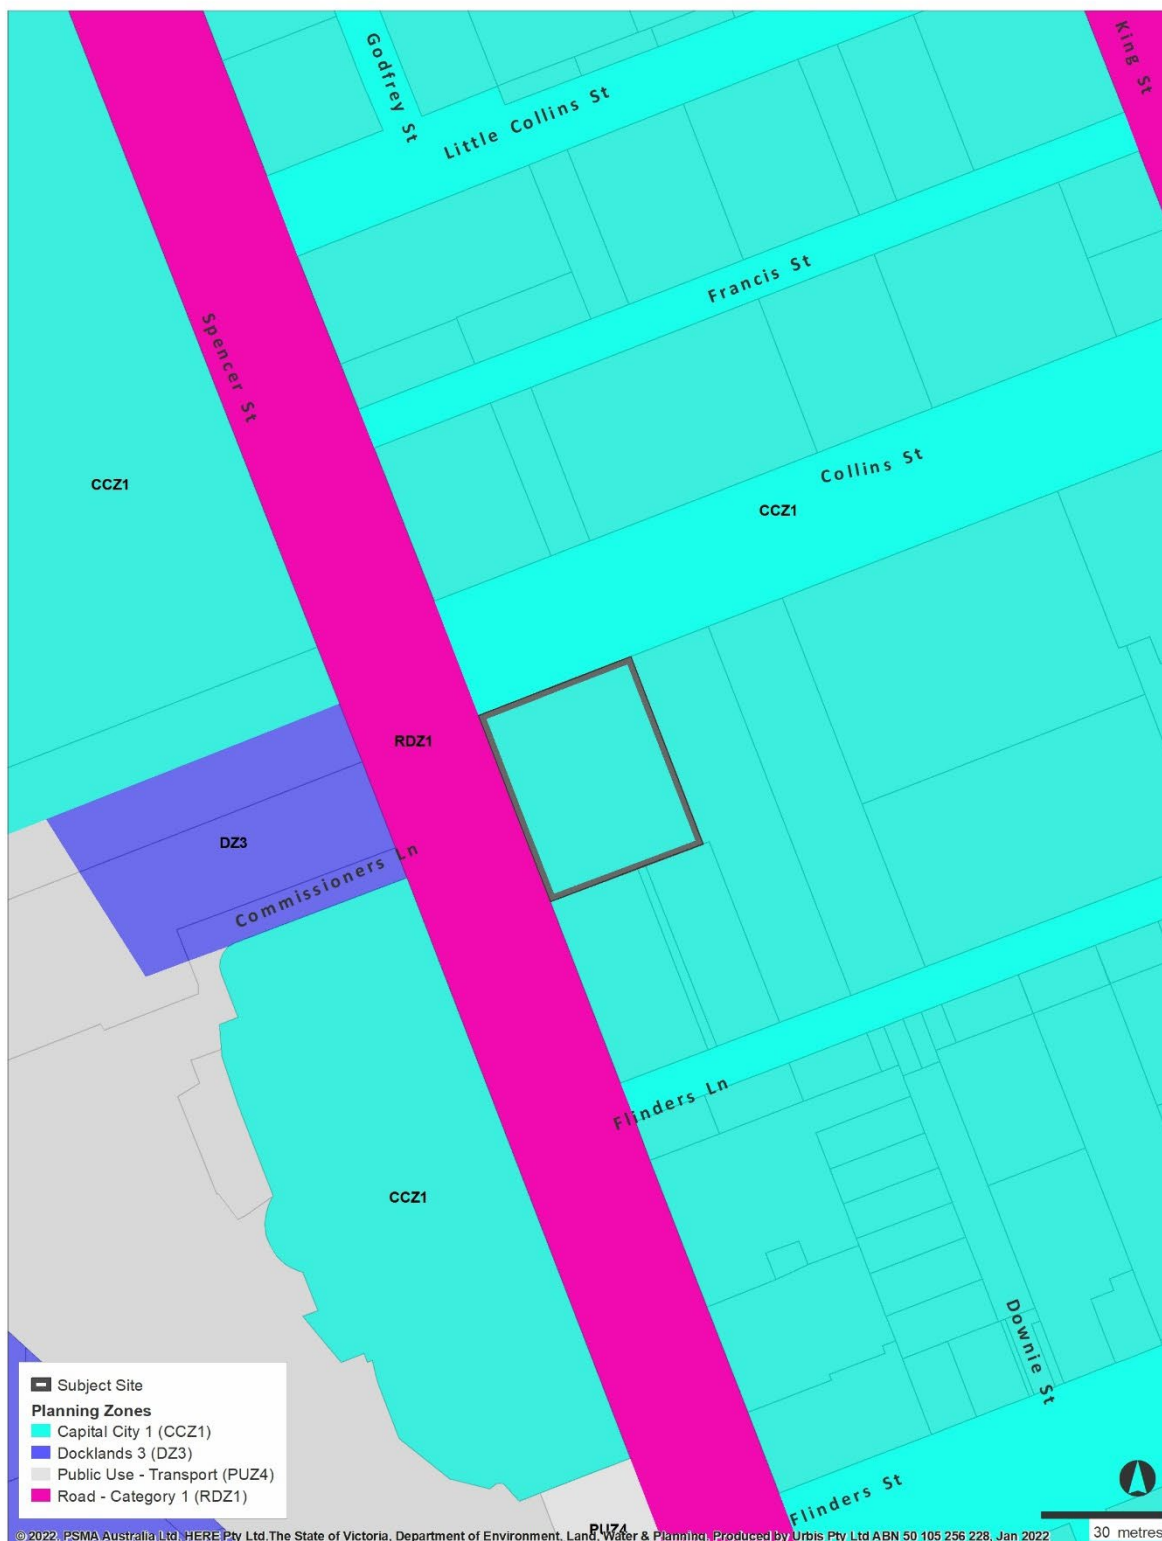 King St
Godfrey St
Little Collins St
Francis St
Spencer St
Collins St
CCZ1
CCZ1
RDZ1
DZ3
Commissioners Ln
Flinders Ln
CCZ1
Downie St
Subject Site
Planning Zones
Capital City 1 (CCZ1)
Docklands 3 (DZ3)
Public Use - Transport (PUZ4)
Road - Category 1 (RDZ1)
Flinders St
PUZ4
© 2022. PSMA Australia Ltd, HERE Pty Ltd.The State of Victoria, Department of Environment, Land, Water & Planning, Produced by Urbis Pty Ltd ABN 50 105 256 228, Jan 2022
30 metres